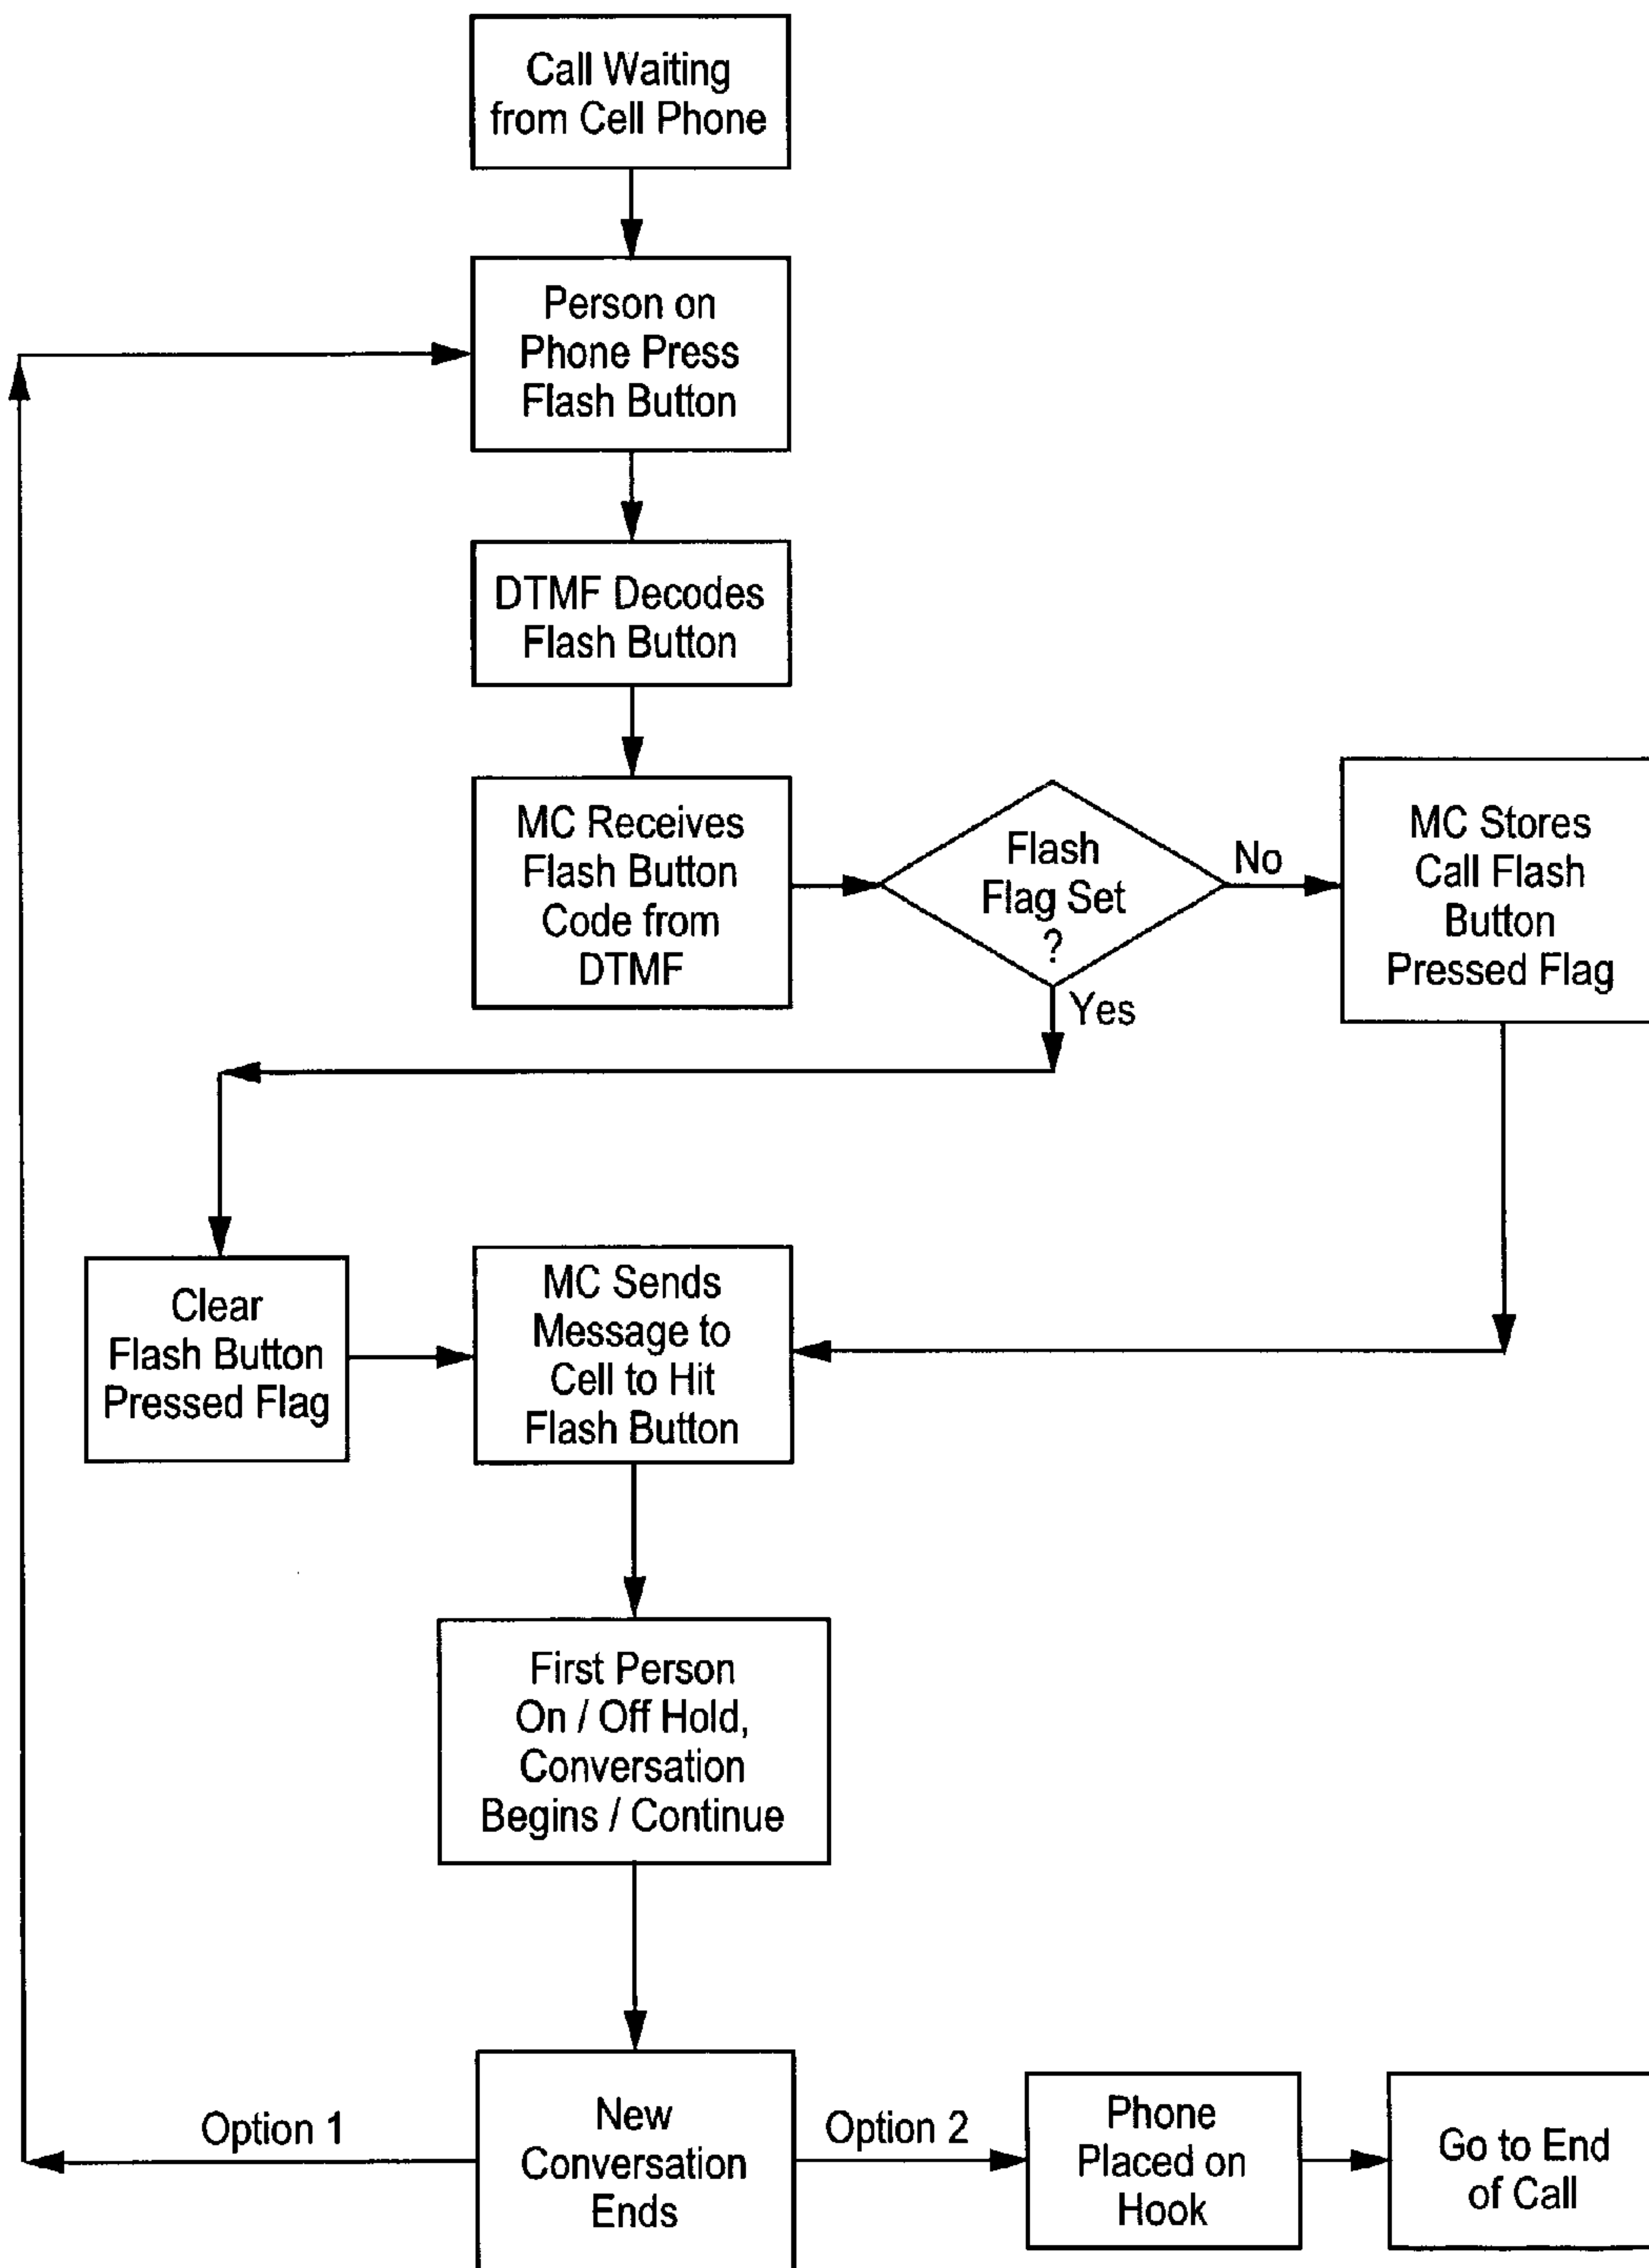 Call Waiting
from Cell Phone
Person on
Phone Press
Flash Button
DTMF Decodes
Flash Button
MC Receives
Flash Button
Code from
DTMF
Flash
Flag Set
?
No
Yes
MC Stores
Call Flash
Button
Pressed Flag
Clear
Flash Button
Pressed Flag
MC Sends
Message to
Cell to Hit
Flash Button
First Person
On / Off Hold,
Conversation
Begins / Continue
Option 1
New
Conversation
Ends
Option 2
Phone
Placed on
Hook
Go to End
of Call